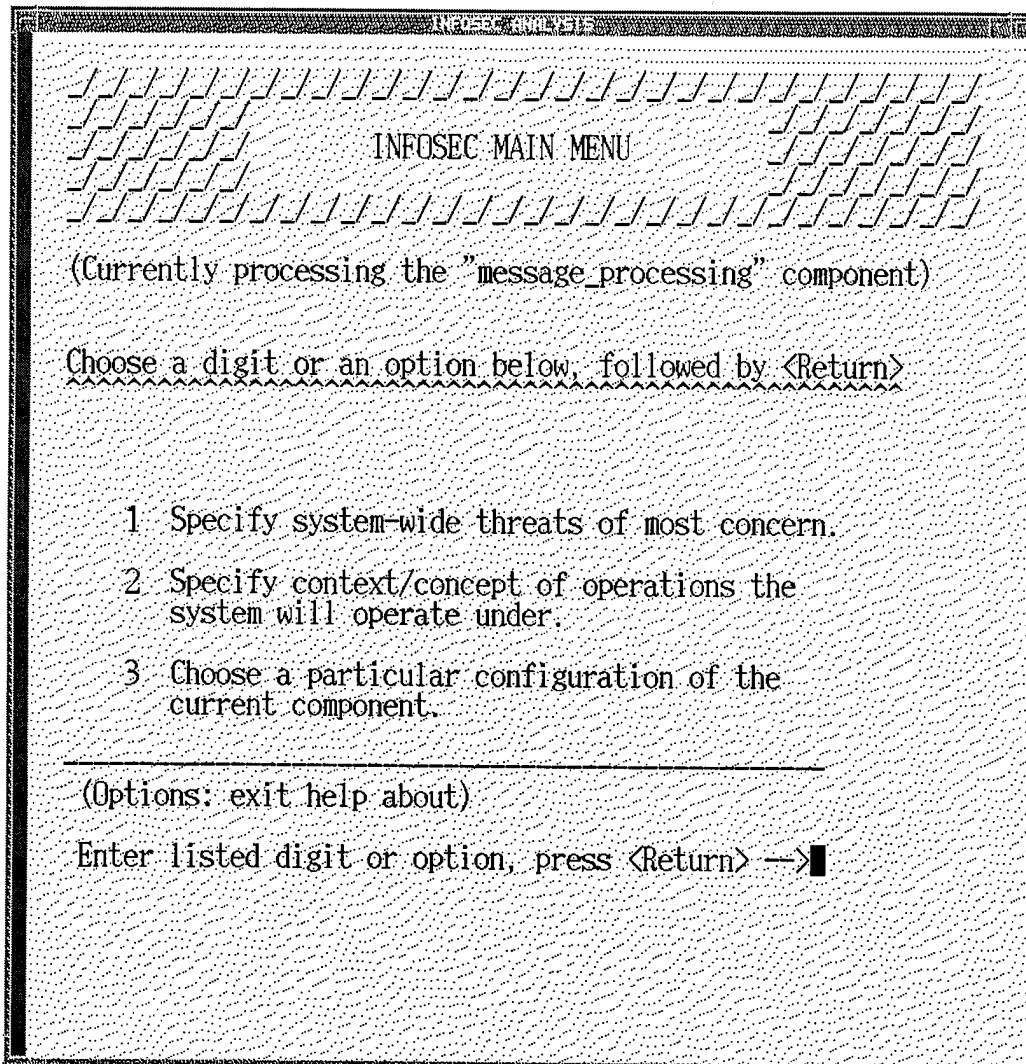 INFOSEC ANALYSIS
INFOSEC MAIN MENU
(Currently processing the "message_processing" component)
Choose a digit or an option below, followed by <Return>
1 Specify system-wide threats of most concern.
2 Specify context/concept of operations the
system will operate under.
3 Choose a particular configuration of the
current component.
(Options: exit help about)
Enter listed digit or option, press <Return> -->